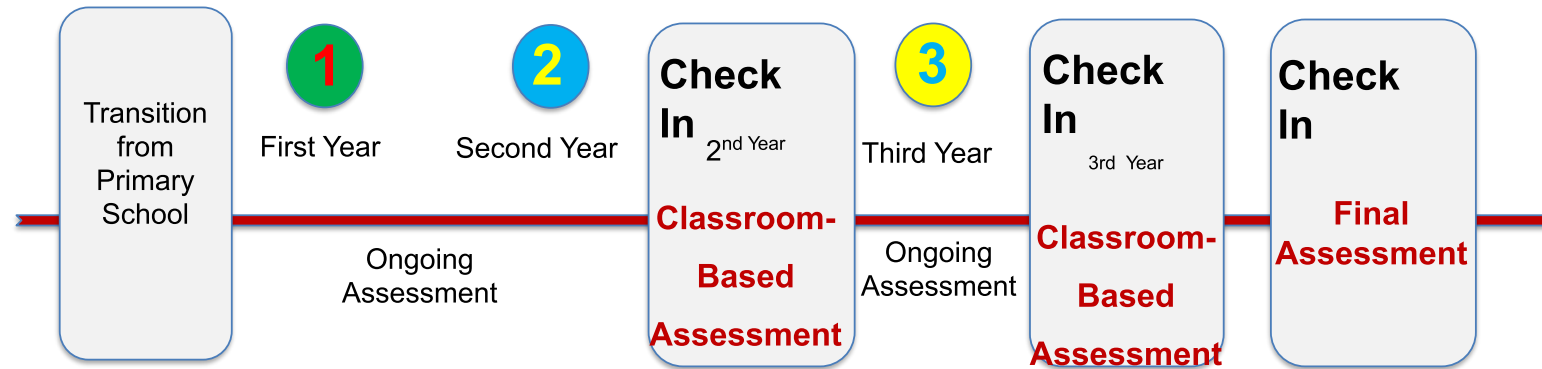 Transition
from
Primary
School
1
First Year
2
Second Year
Ongoing
Assessment
Check
In
2nd Year
Classroom-
Based
Assessment
3
Third Year
Ongoing
Assessment
Check
In
3rd Year
Classroom-
Based
Assessment
Check
In
Final
Assessment